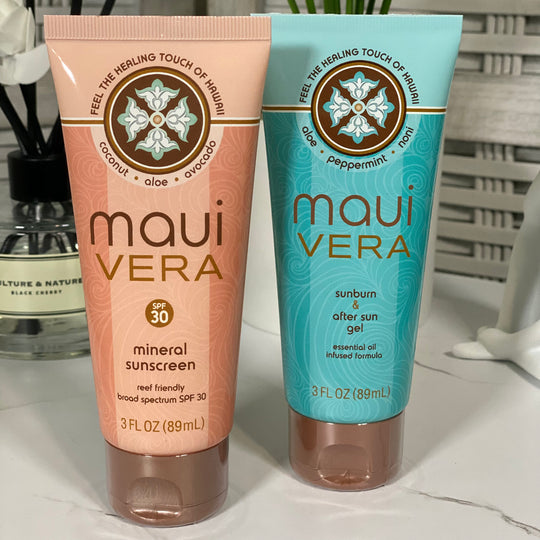 FEEL THE HEALING TOUCH OF HAWAII
coconut • aloe • avocado
maui
VERA
SPF
30
mineral
sunscreen
reef friendly
broad spectrum SPF 30
3 FL OZ (89mL)
FEEL THE HEALING TOUCH OF HAWAII
aloe • peppermint • noni
maui
VERA
sunburn
&
after sun
gel
essential oil
infused formula
3 FL OZ (89mL)
ULTURE & NATURE
BLACK CHERRY